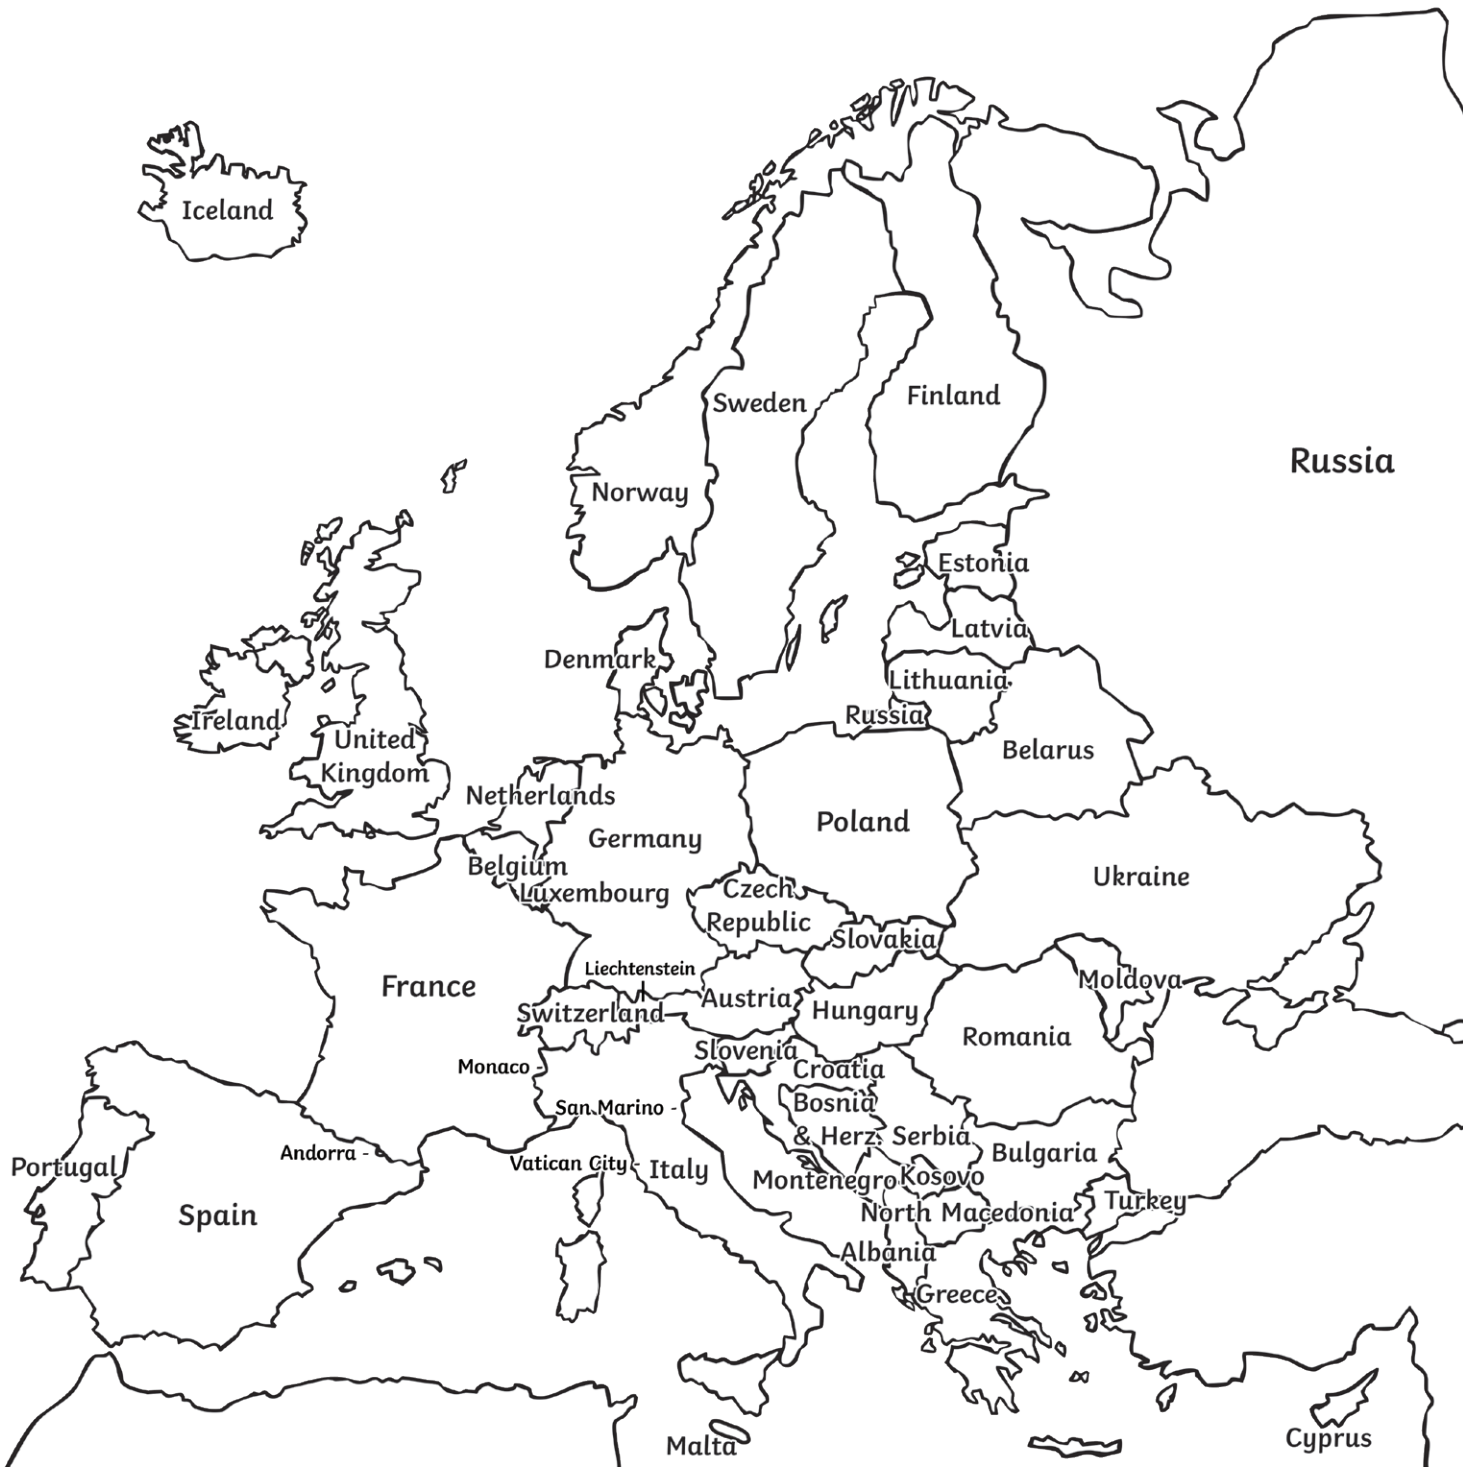 Iceland
Sweden
Finland
Russia
Norway
Estonia
Latvia
Denmark
Lithuania
Russia
Ireland
United
Kingdom
Belarus
Netherlands
Poland
Germany
Belgium
Luxembourg
Czech
Republic
Ukraine
Slovakia
Liechtenstein
France
Austria
Moldova
Switzerland
Hungary
Romania
Slovenia
Monaco -
Croatia
San Marino -
Bosnia
& Herz.
Serbia
Andorra -
Bulgaria
Portugal
Vatican City -
Italy
Montenegro
Kosovo
Spain
North Macedonia
Turkey
Albania
Greece
Malta
Cyprus